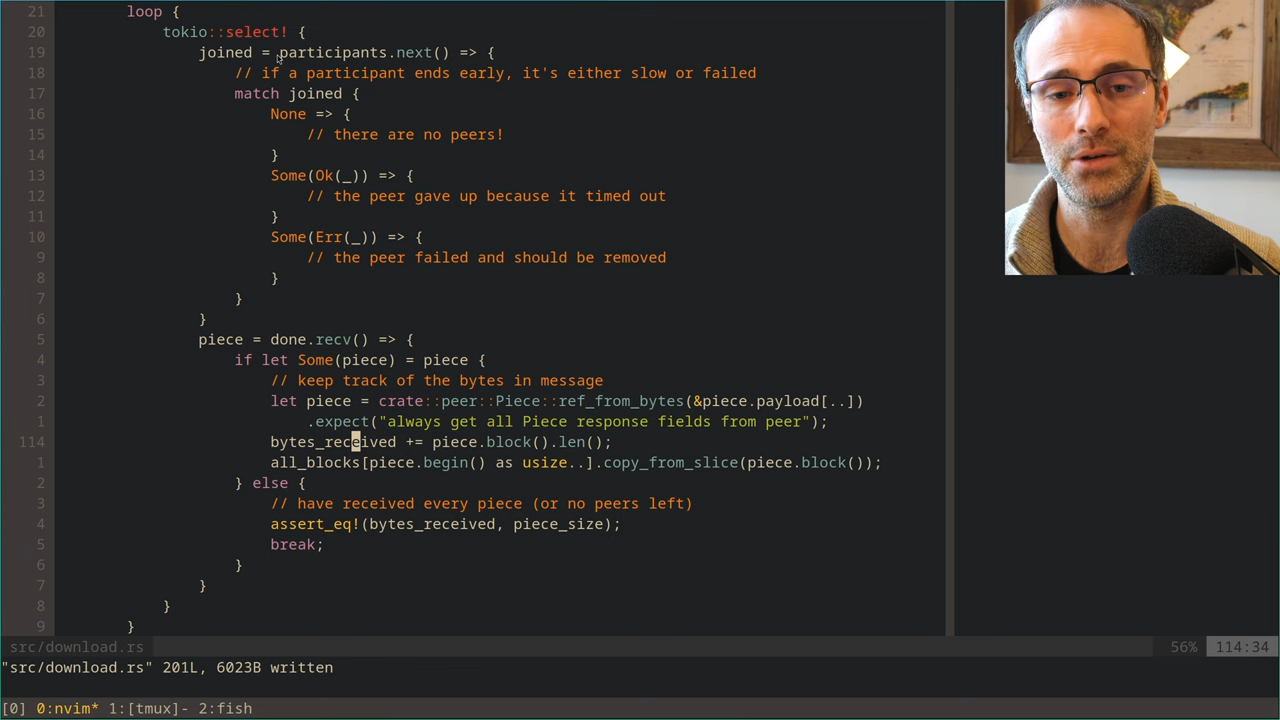 21 loop {
20 tokio::select! {
19 joined = participants.next() => {
18 // if a participant ends early, it's either slow or failed
17 match joined {
16 None => {
15 // there are no peers!
14 }
13 Some(Ok(_)) => {
12 // the peer gave up because it timed out
11 }
10 Some(Err(_)) => {
9 // the peer failed and should be removed
8 }
7 }
6 }
5 piece = done.recv() => {
4 if let Some(piece) = piece {
3 // keep track of the bytes in message
2 let piece = crate::peer::Piece::ref_from_bytes(&piece.payload[..])
1 .expect("always get all Piece response fields from peer");
114 bytes_received += piece.block().len();
1 all_blocks[piece.begin() as usize..].copy_from_slice(piece.block());
2 } else {
3 // have received every piece (or no peers left)
4 assert_eq!(bytes_received, piece_size);
5 break;
6 }
7 }
8 }
9 }
src/download.rs 56% 114:34
"src/download.rs" 201L, 6023B written
[0] 0:nvim* 1:[tmux]- 2:fish